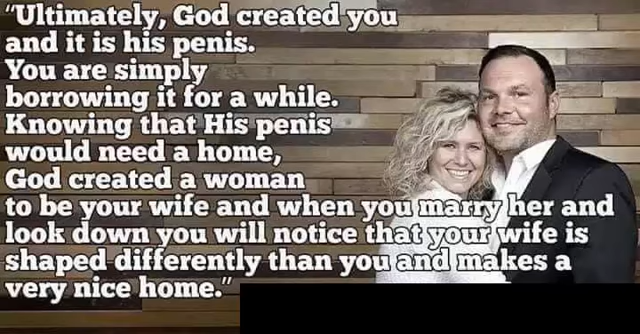 “Ultimately, God created you
and it is his penis.
You are simply
borrowing it for a while.
Knowing that His penis
would need a home,
God created a woman
to be your wife and when you marry her and
look down you will notice that your wife is
shaped differently than you and makes a
very nice home.”